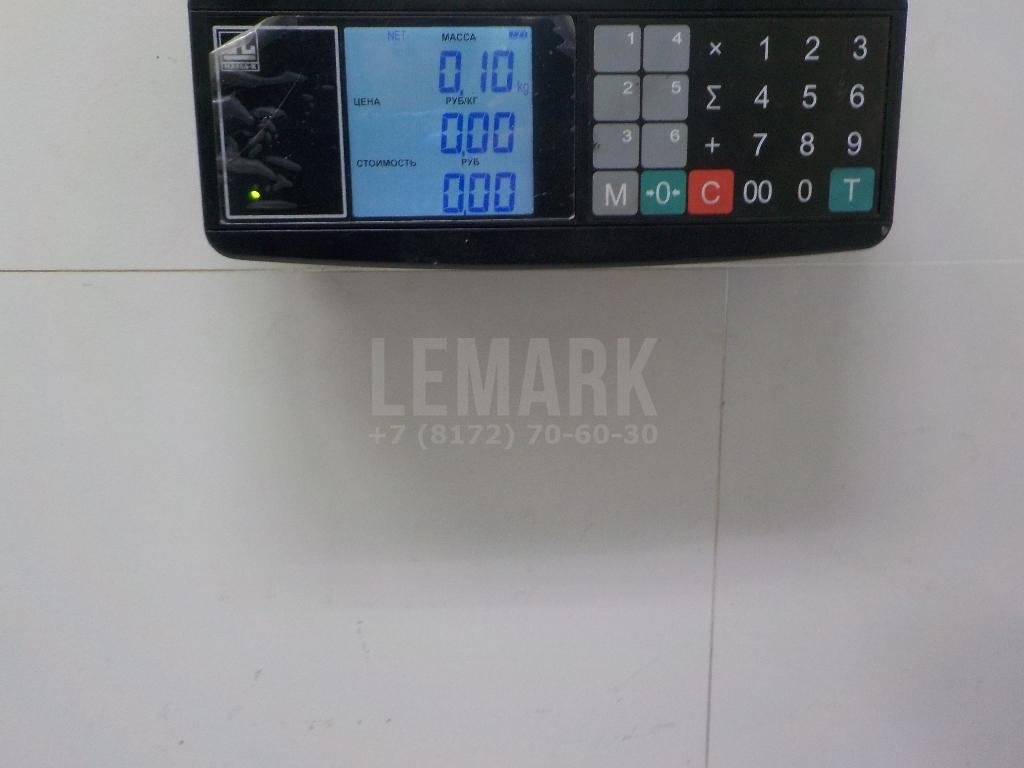 NET МАССА
0,10 kg
ЦЕНА РУБ/КГ
0,00
СТОИМОСТЬ РУБ
0,00
МАССА-К
1 4 × 1 2 3
2 5 Σ 4 5 6
3 6 + 7 8 9
M →0← C 00 0 T
LEMARK
+7 (8172) 70-60-30